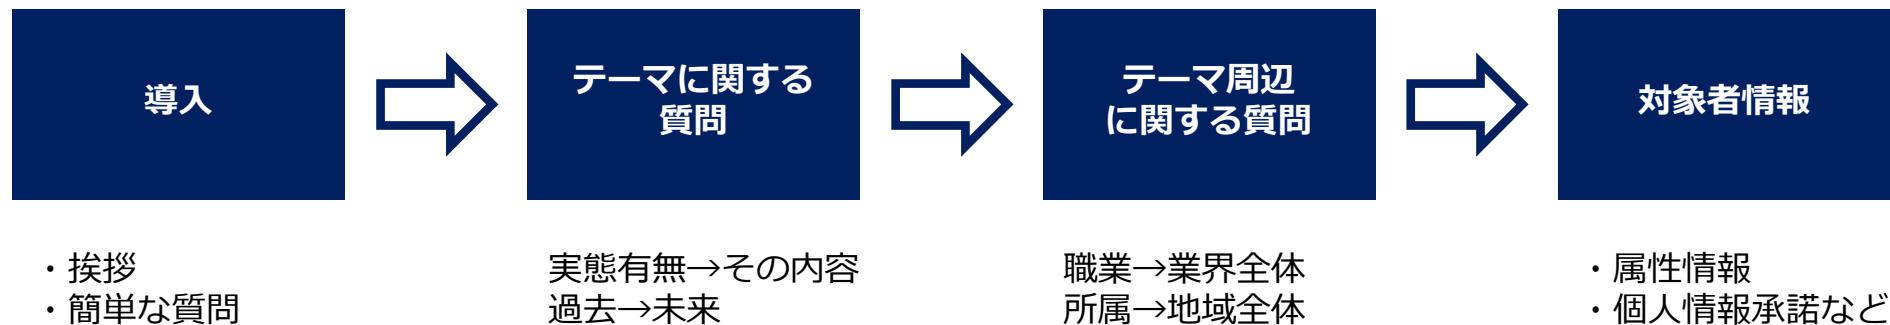 導入
テーマに関する
質問
テーマ周辺
に関する質問
対象者情報
・挨拶
・簡単な質問
実態有無→その内容
過去→未来
職業→業界全体
所属→地域全体
・属性情報
・個人情報承諾など